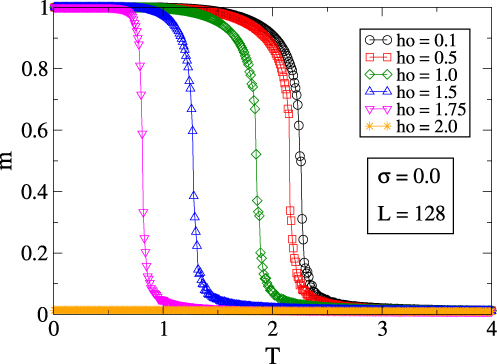 1
0.8
0.6
0.4
0.2
0
m
0 1 2 3 4
T
ho = 0.1
ho = 0.5
ho = 1.0
ho = 1.5
ho = 1.75
ho = 2.0
σ = 0.0
L = 128